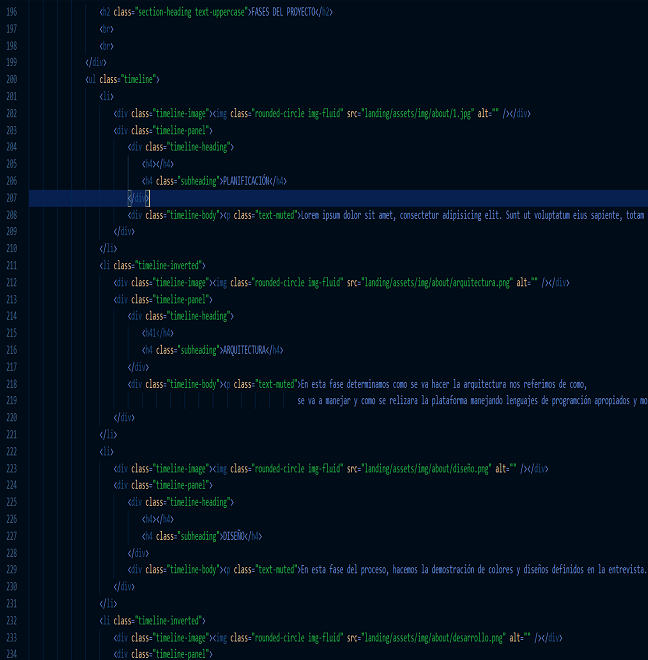 196 <h2 class="section-heading text-uppercase">FASES DEL PROYECTO</h2>
197 <br>
198 <br>
199 </div>
200 <ul class="timeline">
201 <li>
202 <div class="timeline-image"><img class="rounded-circle img-fluid" src="landing/assets/img/about/1.jpg" alt="" /></div>
203 <div class="timeline-panel">
204 <div class="timeline-heading">
205 <h4></h4>
206 <h4 class="subheading">PLANIFICACIÓN</h4>
207 </div>
208 <div class="timeline-body"><p class="text-muted">Lorem ipsum dolor sit amet, consectetur adipisicing elit. Sunt ut voluptatum eius sapiente, totam
209 </div>
210 </li>
211 <li class="timeline-inverted">
212 <div class="timeline-image"><img class="rounded-circle img-fluid" src="landing/assets/img/about/arquitectura.png" alt="" /></div>
213 <div class="timeline-panel">
214 <div class="timeline-heading">
215 <h41</h4>
216 <h4 class="subheading">ARQUITECTURA</h4>
217 </div>
218 <div class="timeline-body"><p class="text-muted">En esta fase determinamos como se va hacer la arquitectura nos referimos de como,
219 se va a manejar y como se relizara la plataforma manejando lenguajes de programción apropiados y mo
220 </div>
221 </li>
222 <li>
223 <div class="timeline-image"><img class="rounded-circle img-fluid" src="landing/assets/img/about/diseño.png" alt="" /></div>
224 <div class="timeline-panel">
225 <div class="timeline-heading">
226 <h4></h4>
227 <h4 class="subheading">DISEÑO</h4>
228 </div>
229 <div class="timeline-body"><p class="text-muted">En esta fase del proceso, hacemos la demostración de colores y diseños definidos en la entrevista.
230 </div>
231 </li>
232 <li class="timeline-inverted">
233 <div class="timeline-image"><img class="rounded-circle img-fluid" src="landing/assets/img/about/desarrollo.png" alt="" /></div>
234 <div class="timeline-panel">